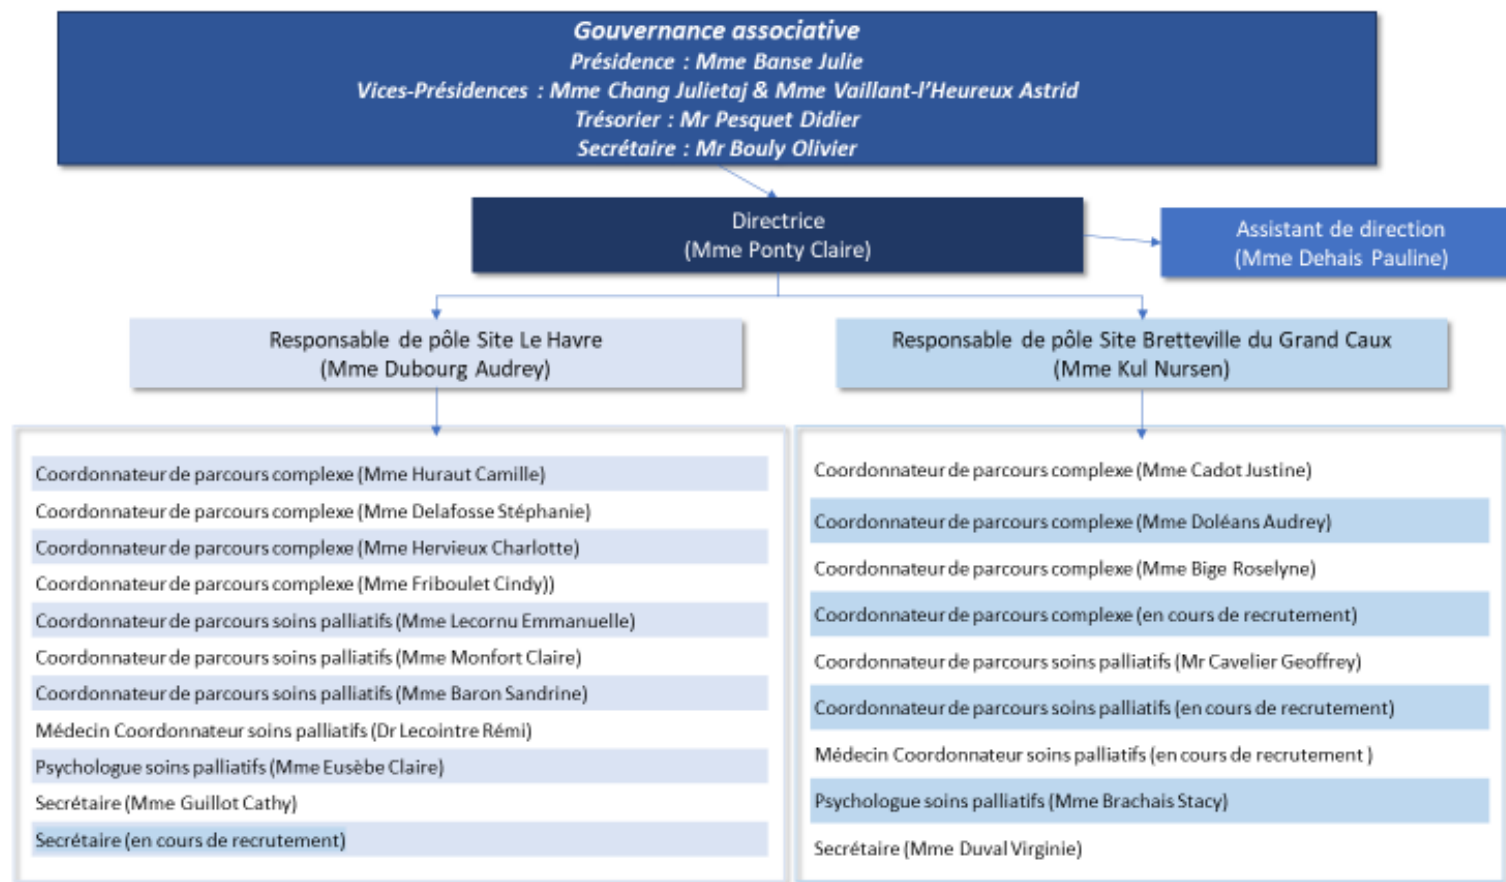 Gouvernance associative
Présidence : Mme Banse Julie
Vices-Présidences : Mme Chang Julietaj & Mme Vaillant-l'Heureux Astrid
Trésorier : Mr Pesquet Didier
Secrétaire : Mr Bouly Olivier
Directrice
(Mme Ponty Claire)
Assistant de direction
(Mme Dehais Pauline)
Responsable de pôle Site Le Havre
(Mme Dubourg Audrey)
Responsable de pôle Site Bretteville du Grand Caux
(Mme Kul Nursen)
Coordonnateur de parcours complexe (Mme Huraut Camille)
Coordonnateur de parcours complexe (Mme Delafosse Stéphanie)
Coordonnateur de parcours complexe (Mme Hervieux Charlotte)
Coordonnateur de parcours complexe (Mme Friboulet Cindy))
Coordonnateur de parcours soins palliatifs (Mme Lecornu Emmanuelle)
Coordonnateur de parcours soins palliatifs (Mme Monfort Claire)
Coordonnateur de parcours soins palliatifs (Mme Baron Sandrine)
Médecin Coordonnateur soins palliatifs (Dr Lecointre Rémi)
Psychologue soins palliatifs (Mme Eusèbe Claire)
Secrétaire (Mme Guillot Cathy)
Secrétaire (en cours de recrutement)
Coordonnateur de parcours complexe (Mme Cadot Justine)
Coordonnateur de parcours complexe (Mme Doléans Audrey)
Coordonnateur de parcours complexe (Mme Bige Roselyne)
Coordonnateur de parcours complexe (en cours de recrutement)
Coordonnateur de parcours soins palliatifs (Mr Cavelier Geoffrey)
Coordonnateur de parcours soins palliatifs (en cours de recrutement)
Médecin Coordonnateur soins palliatifs (en cours de recrutement )
Psychologue soins palliatifs (Mme Brachais Stacy)
Secrétaire (Mme Duval Virginie)